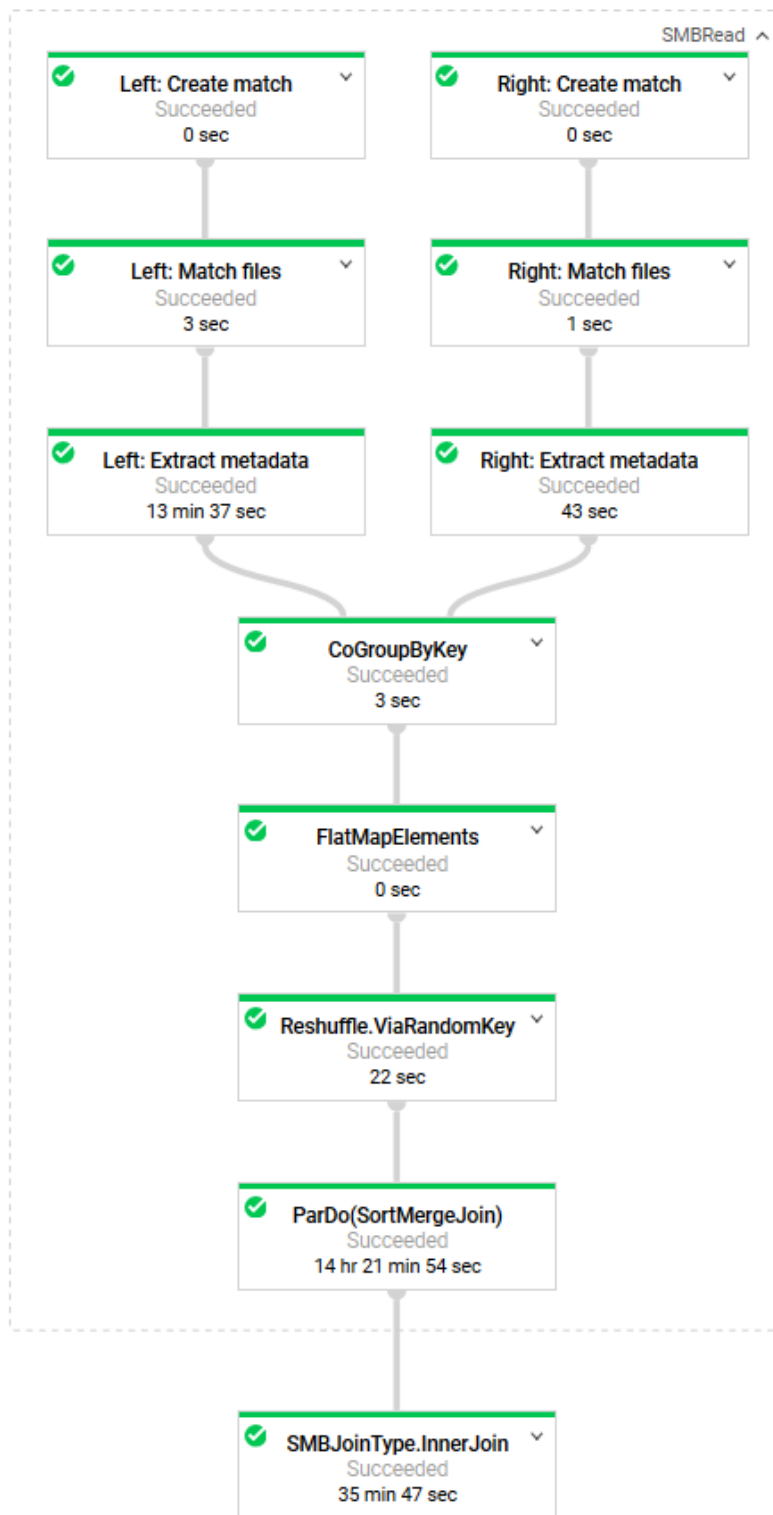 SMBRead
Left: Create match
Succeeded
0 sec
Right: Create match
Succeeded
0 sec
Left: Match files
Succeeded
3 sec
Right: Match files
Succeeded
1 sec
Left: Extract metadata
Succeeded
13 min 37 sec
Right: Extract metadata
Succeeded
43 sec
CoGroupByKey
Succeeded
3 sec
FlatMapElements
Succeeded
0 sec
Reshuffle.ViaRandomKey
Succeeded
22 sec
ParDo(SortMergeJoin)
Succeeded
14 hr 21 min 54 sec
SMBJoinType.InnerJoin
Succeeded
35 min 47 sec